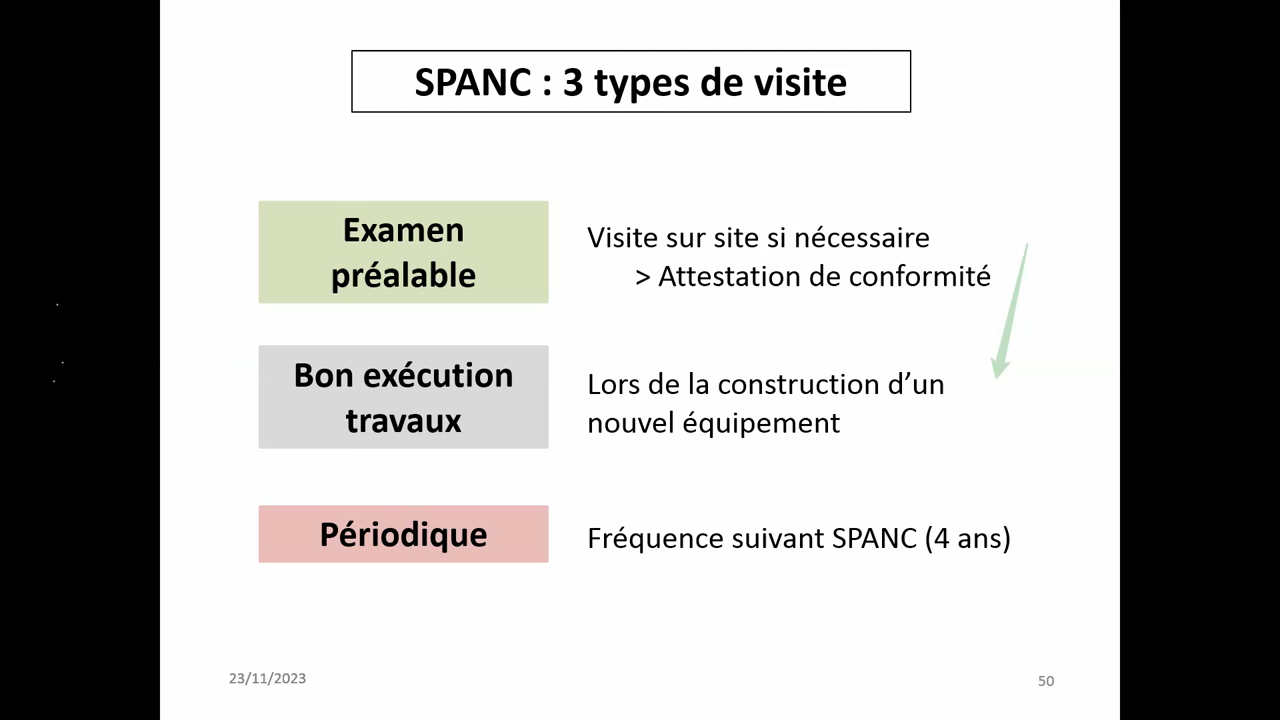 SPANC : 3 types de visite
Examen
préalable
Visite sur site si nécessaire
> Attestation de conformité
Bon exécution
travaux
Lors de la construction d’un
nouvel équipement
Périodique
Fréquence suivant SPANC (4 ans)
23/11/2023
50